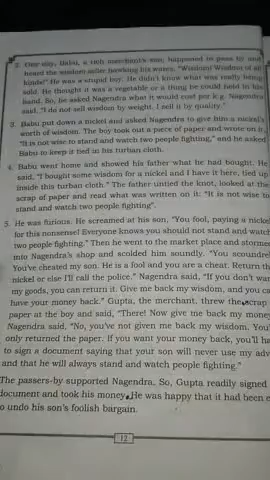 2. One day, Babu, a rich merchant's son, happened to pass by and
heard the wisdom seller hawking his wares. "Wisdom! Wisdom of all
kinds!" He was a stupid boy. He didn't know what was really being
said. He thought it was a vegetable or a thing he could hold in his
hand. So, he asked Nagendra what it would cost per k.g. Nagendra
said, "I do not sell wisdom by weight. I sell it by quality."
3. Babu put down a nickel and asked Nagendra to give him a nickel's
worth of wisdom. The boy took out a piece of paper and wrote on it,
"It is not wise to stand and watch two people fighting," and he asked
Babu to keep it tied in his turban cloth.
4. Babu went home and showed his father what he had bought. He
said, "I bought some wisdom for a nickel and I have it here, tied up
inside this turban cloth." The father untied the knot, looked at the
scrap of paper and read what was written on it: "It is not wise to
stand and watch two people fighting".
5. He was furious. He screamed at his son, "You fool, paying a nicke
for this nonsense! Everyone knows you should not stand and watch
two people fighting." Then he went to the market place and storme
into Nagendra's shop and scolded him soundly. "You scoundre
You've cheated my son. He is a fool and you are a cheat. Return th
nickel or else I'll call the police." Nagendra said, "If you don't wan
my goods, you can return it. Give me back my wisdom, and you ca
have your money back." Gupta, the merchant, threw the scrap
paper at the boy and said, "There! Now give me back my money
Nagendra said, "No, you've not given me back my wisdom. You'
only returned the paper. If you want your money back, you'll ha
to sign a document saying that your son will never use my adv
and that he will always stand and watch people fighting."
The passers-by supported Nagendra. So, Gupta readily signed
document and took his money. He was happy that it had been e
o undo his son's foolish bargain.
12